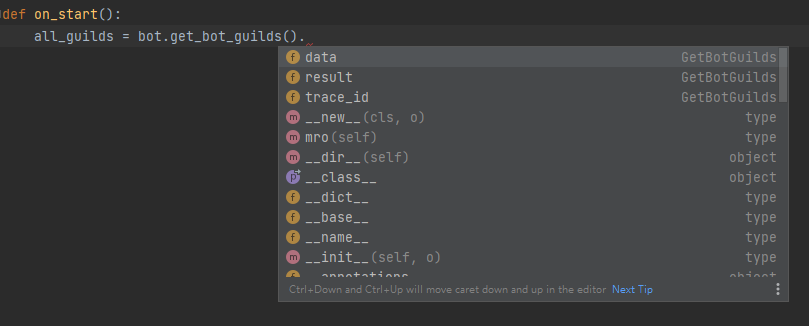 def on_start():
all_guilds = bot.get_bot_guilds().
f data GetBotGuilds
f result GetBotGuilds
f trace_id GetBotGuilds
m __new__(cls, o) type
m mro(self) type
m __dir__(self) object
p __class__ object
f __dict__ type
f __base__ type
f __name__ type
m __init__(self, o) type
f __annotations__ object
Ctrl+Down and Ctrl+Up will move caret down and up in the editor Next Tip